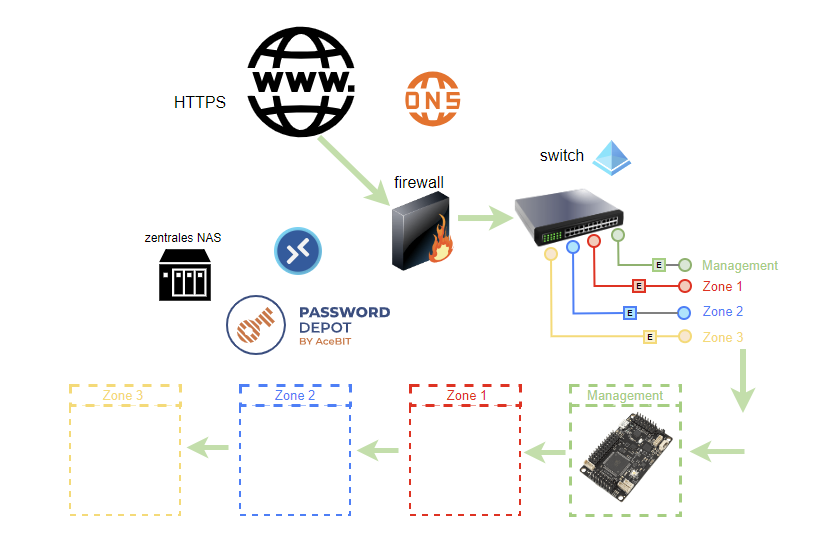 WWW.
HTTPS
ONS
switch
firewall
zentrales NAS
PASSWORD
DEPOT
BY AceBIT
E
Management
E
Zone 1
E
Zone 2
E
Zone 3
Zone 3
Zone 2
Zone 1
Management